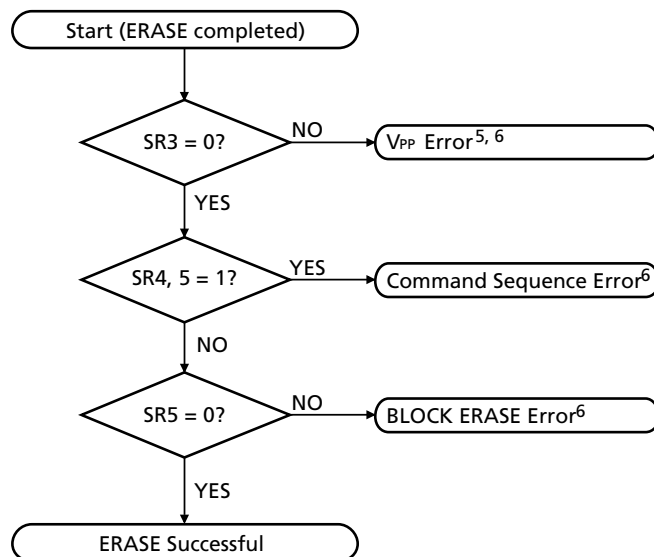 Start (ERASE completed)
SR3 = 0?
NO
VPP Error5, 6
YES
SR4, 5 = 1?
YES
Command Sequence Error6
NO
SR5 = 0?
NO
BLOCK ERASE Error6
YES
ERASE Successful